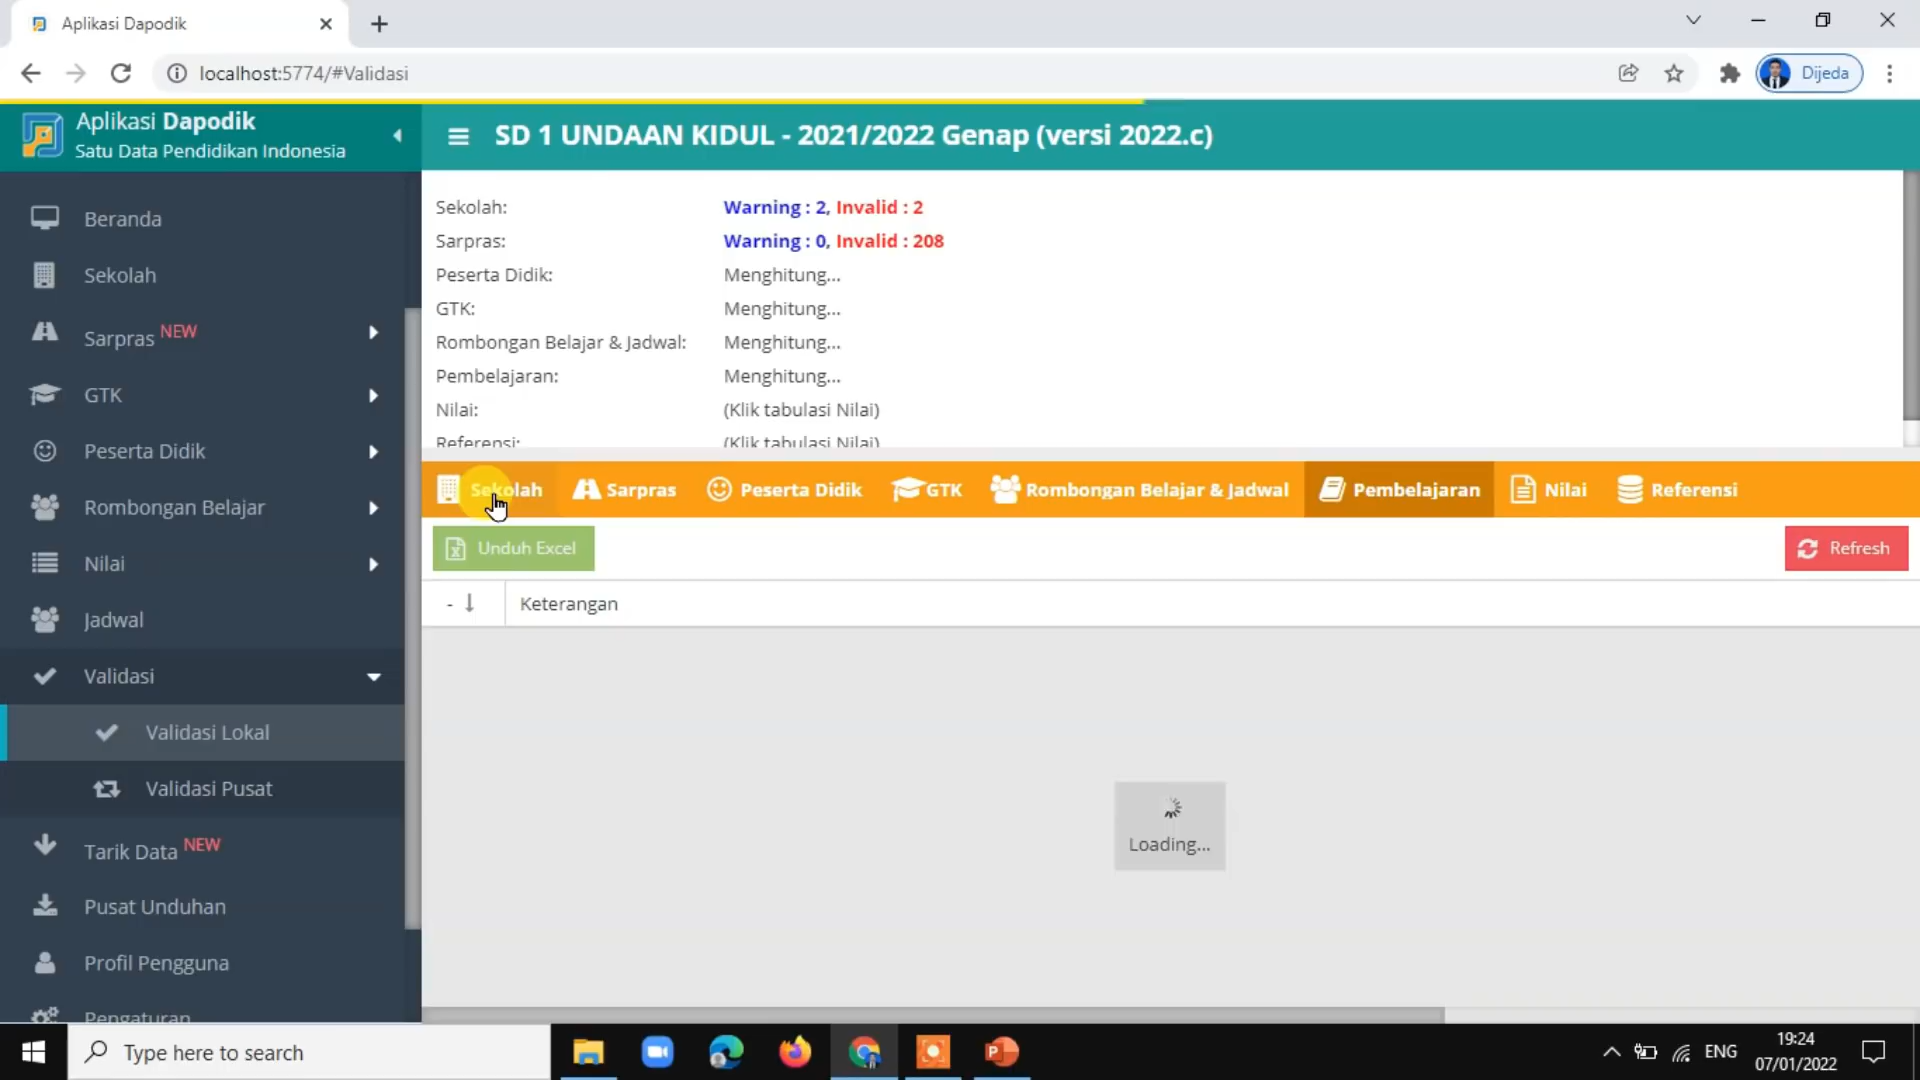 Aplikasi Dapodik
localhost:5774/#Validasi
Dijeda
Aplikasi Dapodik
Satu Data Pendidikan Indonesia
SD 1 UNDAAN KIDUL - 2021/2022 Genap (versi 2022.c)
Beranda
Sekolah
Sarpras NEW
GTK
Peserta Didik
Rombongan Belajar
Nilai
Jadwal
Validasi
Validasi Lokal
Validasi Pusat
Tarik Data NEW
Pusat Unduhan
Profil Pengguna
Pengaturan
Sekolah: Warning : 2, Invalid : 2
Sarpras: Warning : 0, Invalid : 208
Peserta Didik: Menghitung...
GTK: Menghitung...
Rombongan Belajar & Jadwal: Menghitung...
Pembelajaran: Menghitung...
Nilai: (Klik tabulasi Nilai)
Referensi: (Klik tabulasi Nilai)
Sekolah Sarpras Peserta Didik GTK Rombongan Belajar & Jadwal Pembelajaran Nilai Referensi
Unduh Excel Refresh
- Keterangan
Loading...
Type here to search
ENG
19:24
07/01/2022